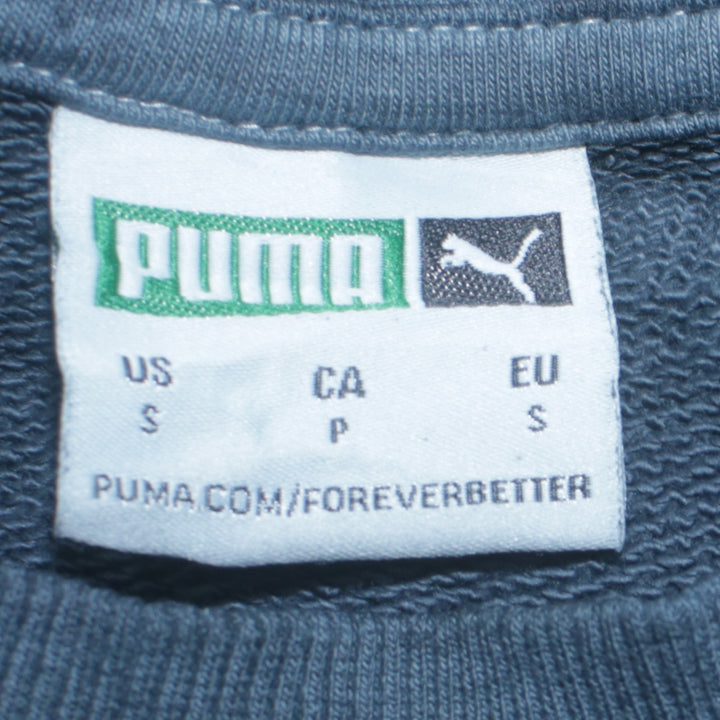 PUMA
US CA EU
S P S
PUMA.COM/FOREVERBETTER